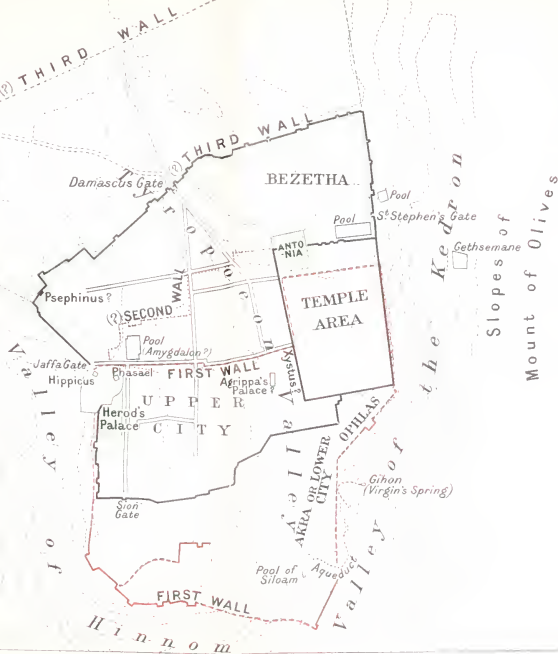 (?) THIRD WALL
(?) THIRD WALL
Damascus Gate
BEZETHA
Tyropoeon Valley
Pool
St Stephen's Gate
Pool
Gethsemane
ANTO
-NIA
Valley of the Kedron
Slopes of
Mount of Olives
TEMPLE
AREA
Psephinus?
(?) SECOND WALL
Pool
(Amygdalon?)
Xystus?
Jaffa Gate
Hippicus
Phasael
FIRST WALL
Agrippa's
Palace?
UPPER
CITY
Herod's
Palace
OPHLAS
AKRA OR LOWER
CITY
Gihon
(Virgin's Spring)
Sion
Gate
Pool of
Siloam
Aqueduct
FIRST WALL
Valley of Hinnom